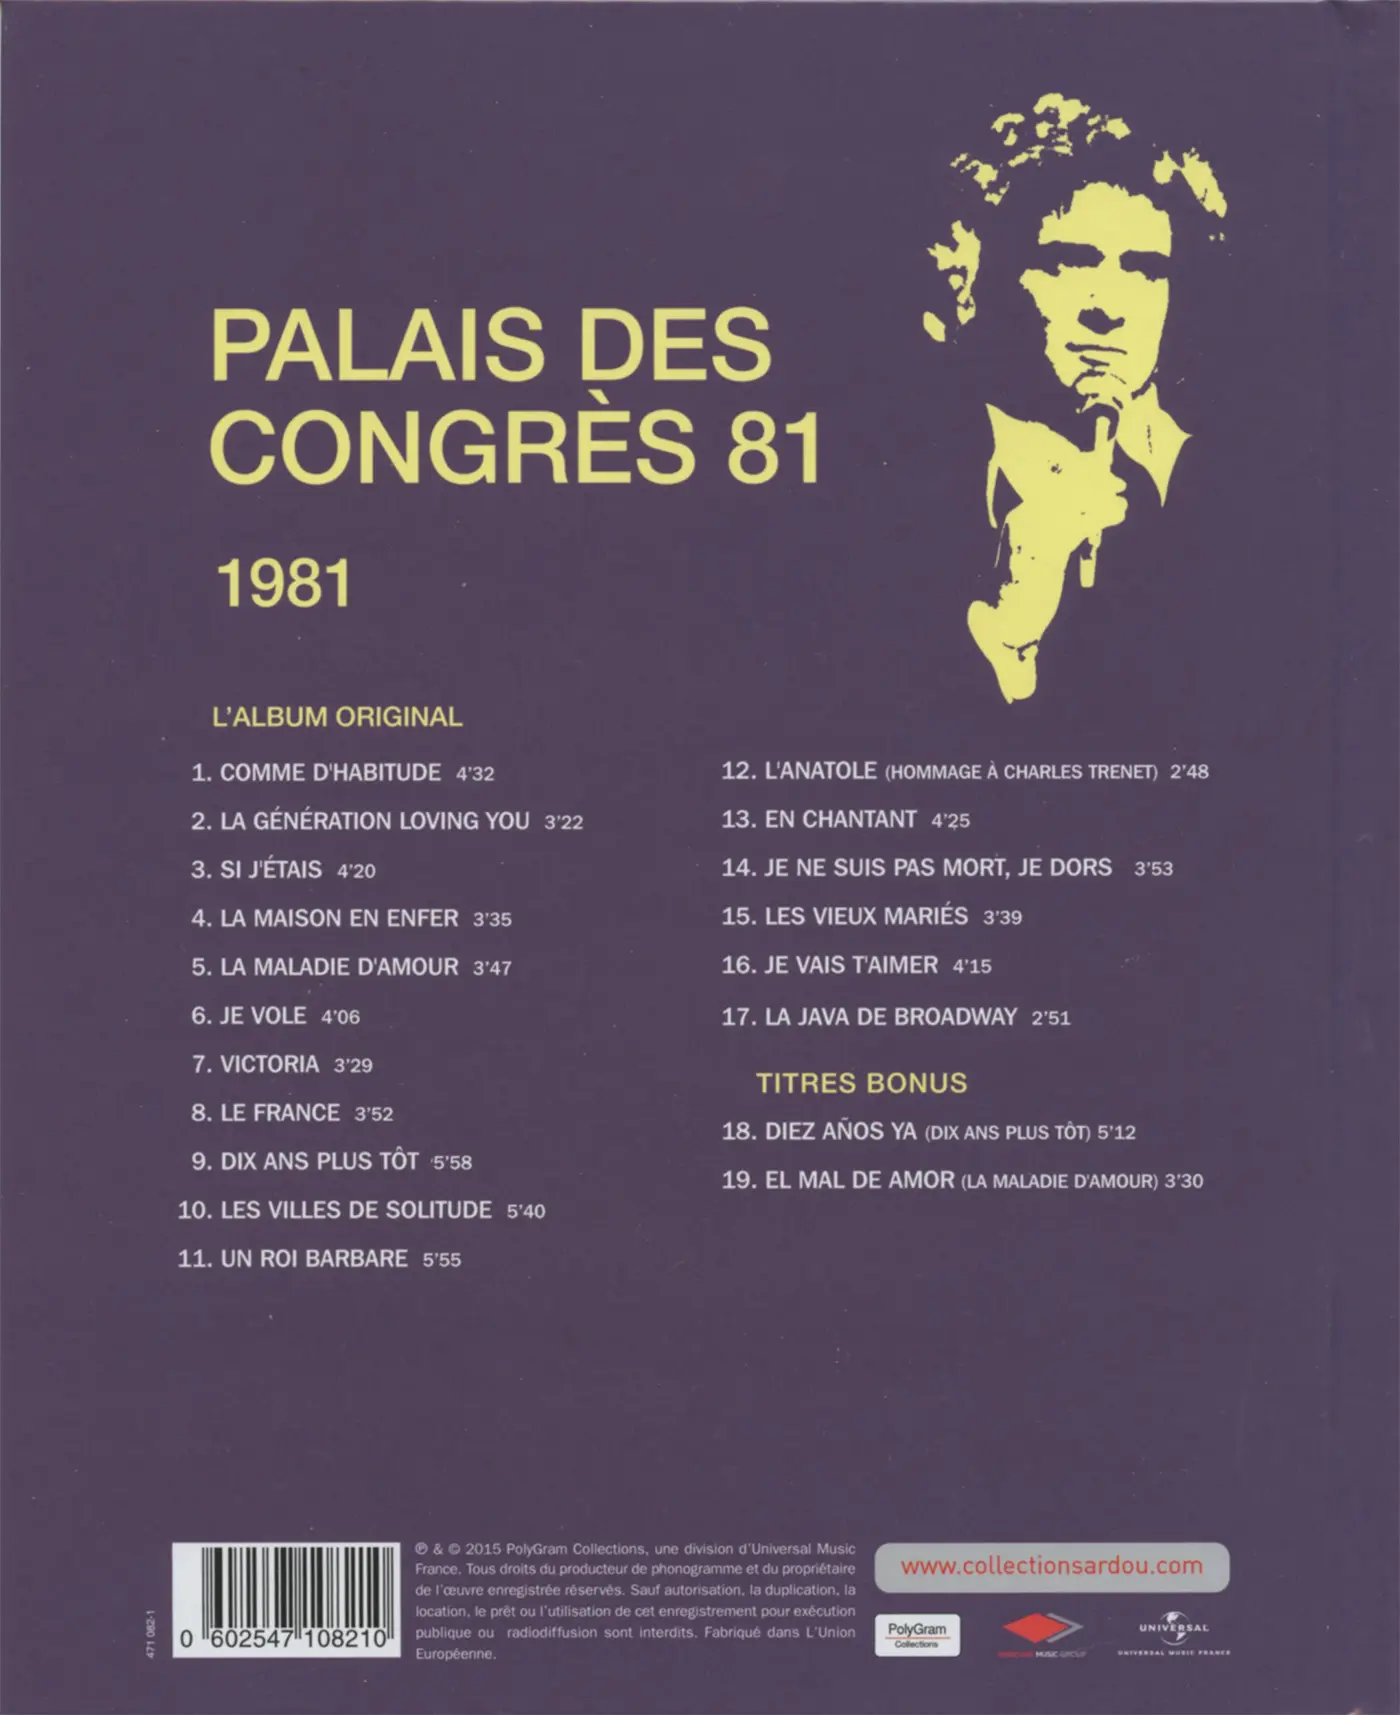 PALAIS DES
CONGRÈS 81
1981
L'ALBUM ORIGINAL
1. COMME D'HABITUDE 4'32
2. LA GÉNÉRATION LOVING YOU 3'22
3. SI J'ÉTAIS 4'20
4. LA MAISON EN ENFER 3'35
5. LA MALADIE D'AMOUR 3'47
6. JE VOLE 4'06
7. VICTORIA 3'29
8. LE FRANCE 3'52
9. DIX ANS PLUS TÔT 5'58
10. LES VILLES DE SOLITUDE 5'40
11. UN ROI BARBARE 5'55
12. L'ANATOLE (HOMMAGE À CHARLES TRENET) 2'48
13. EN CHANTANT 4'25
14. JE NE SUIS PAS MORT, JE DORS 3'53
15. LES VIEUX MARIÉS 3'39
16. JE VAIS T'AIMER 4'15
17. LA JAVA DE BROADWAY 2'51
TITRES BONUS
18. DIEZ AÑOS YA (DIX ANS PLUS TÔT) 5'12
19. EL MAL DE AMOR (LA MALADIE D'AMOUR) 3'30
471 082-1
0 602547 108210
℗ & © 2015 PolyGram Collections, une division d'Universal Music
France. Tous droits du producteur de phonogramme et du propriétaire
de l'œuvre enregistrée réservés. Sauf autorisation, la duplication, la
location, le prêt ou l'utilisation de cet enregistrement pour exécution
publique ou radiodiffusion sont interdits. Fabriqué dans L'Union
Européenne.
www.collectionsardou.com
PolyGram
Collections
MUSIC GROUP
UNIVERSAL
UNIVERSAL MUSIC FRANCE